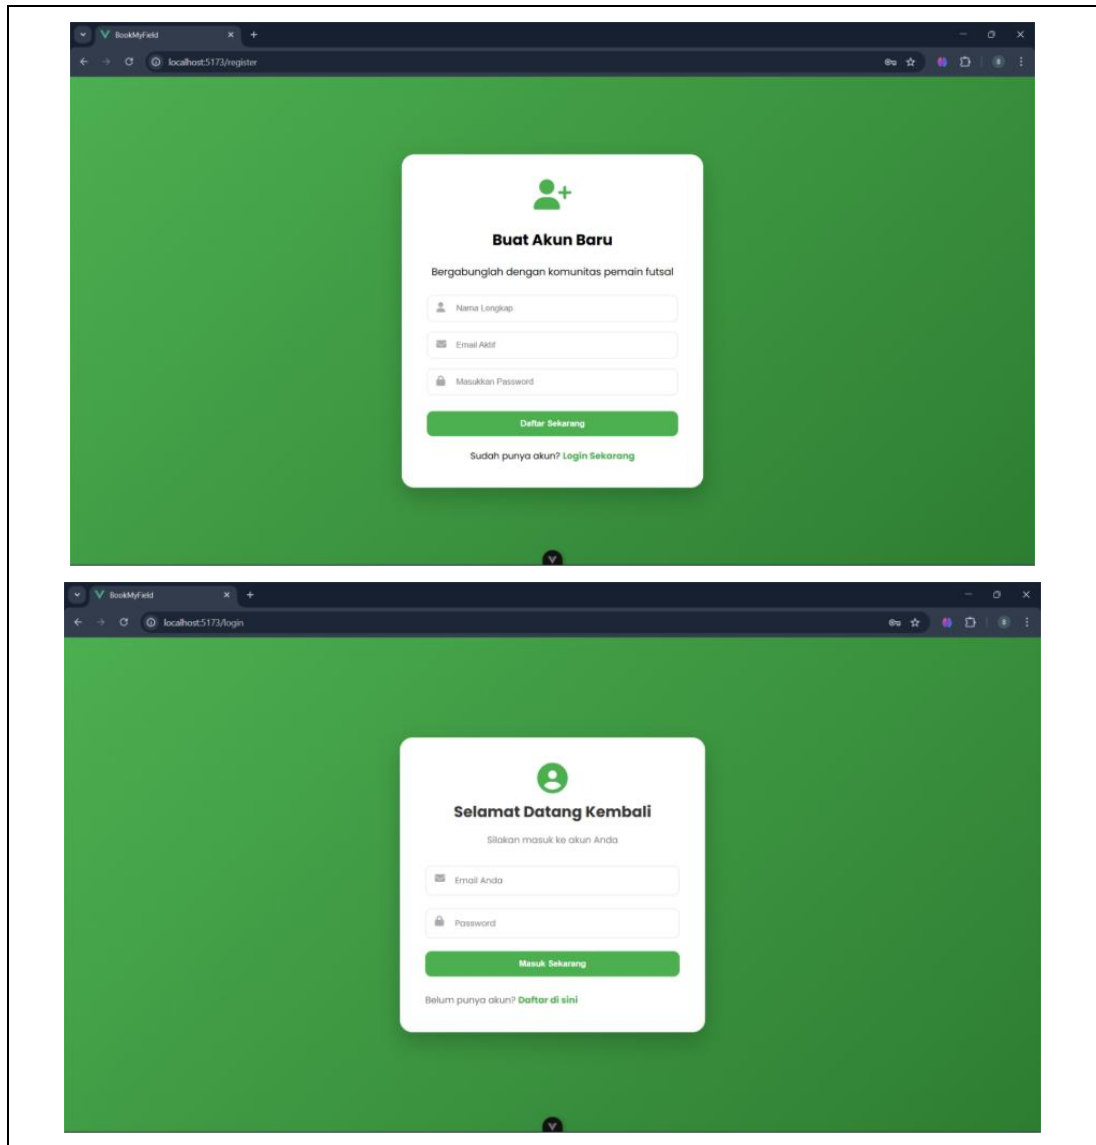 BookMyField
localhost:5173/register
Buat Akun Baru
Bergabunglah dengan komunitas pemain futsal
Nama Lengkap
Email Aktif
Masukkan Password
Daftar Sekarang
Sudah punya akun? Login Sekarang
BookMyField
localhost:5173/login
Selamat Datang Kembali
Silakan masuk ke akun Anda
Email Anda
Password
Masuk Sekarang
Belum punya akun? Daftar di sini